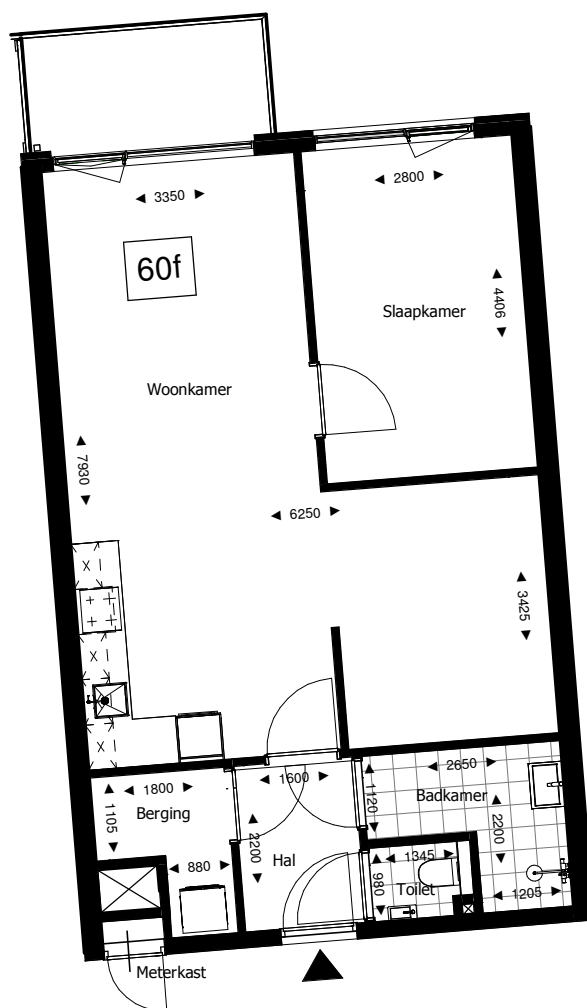 3350
2800
60f
4406
Slaapkamer
Woonkamer
7930
6250
3425
1800
1600
2650
1105
Berging
1120
Badkamer
2200
2200
880
Hal
1345
980
Toilet
1205
Meterkast